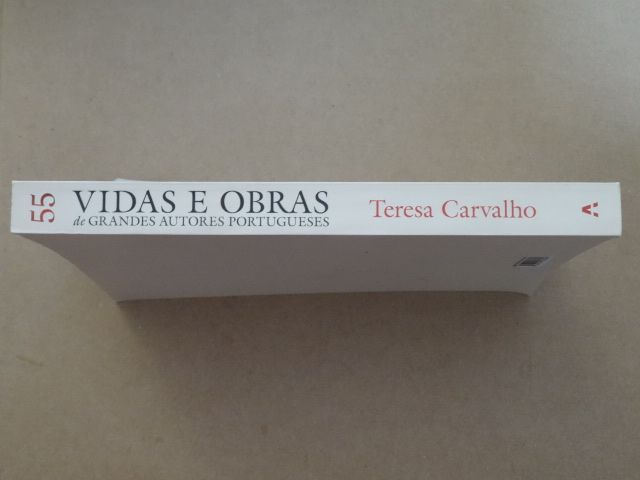 55
VIDAS E OBRAS
de GRANDES AUTORES PORTUGUESES
Teresa Carvalho